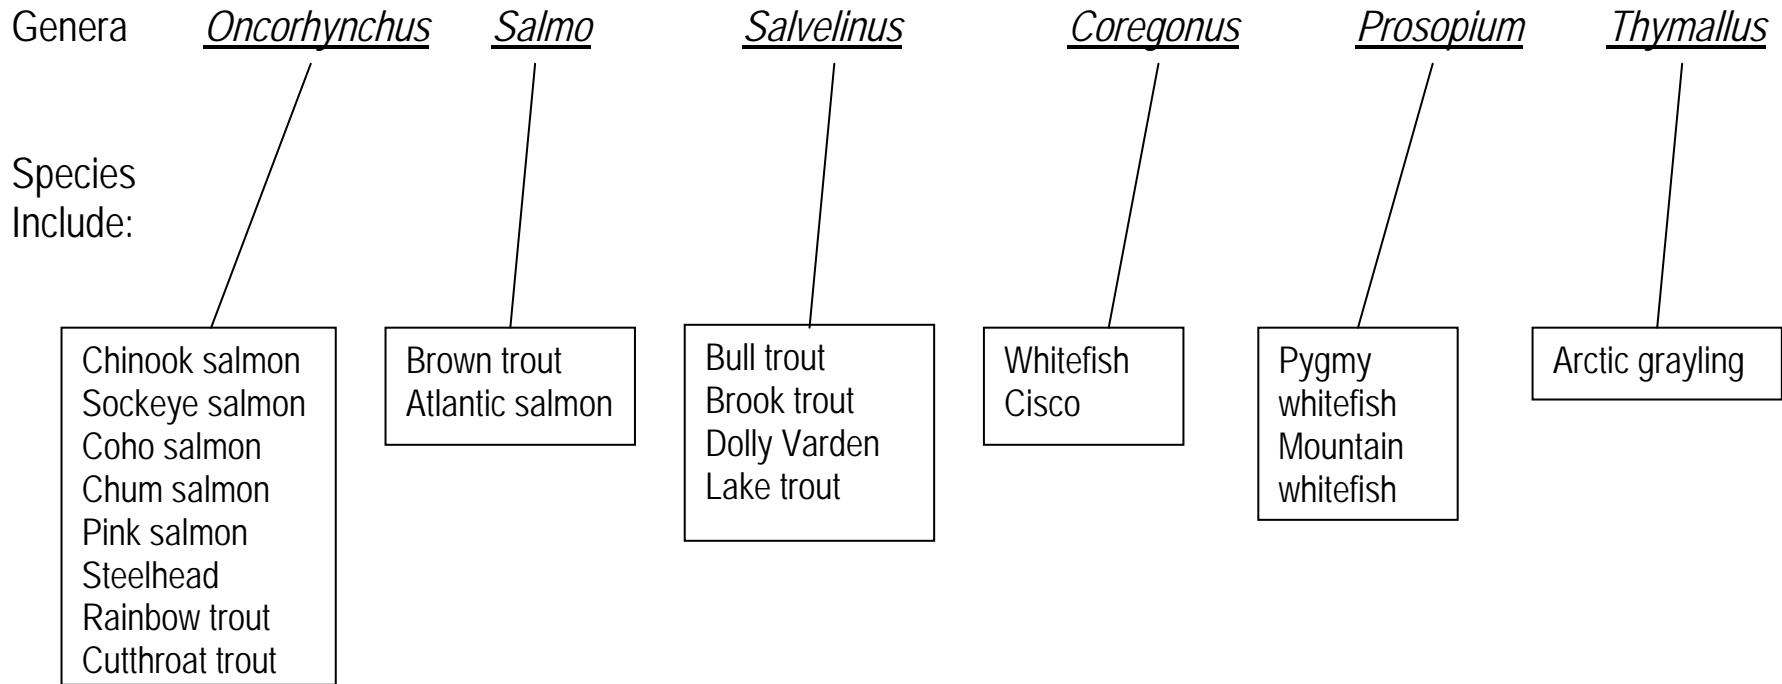 Genera Oncorhynchus Salmo Salvelinus Coregonus Prosopium Thymallus
Species
Include:
Chinook salmon
Sockeye salmon
Coho salmon
Chum salmon
Pink salmon
Steelhead
Rainbow trout
Cutthroat trout
Brown trout
Atlantic salmon
Bull trout
Brook trout
Dolly Varden
Lake trout
Whitefish
Cisco
Pygmy
whitefish
Mountain
whitefish
Arctic grayling